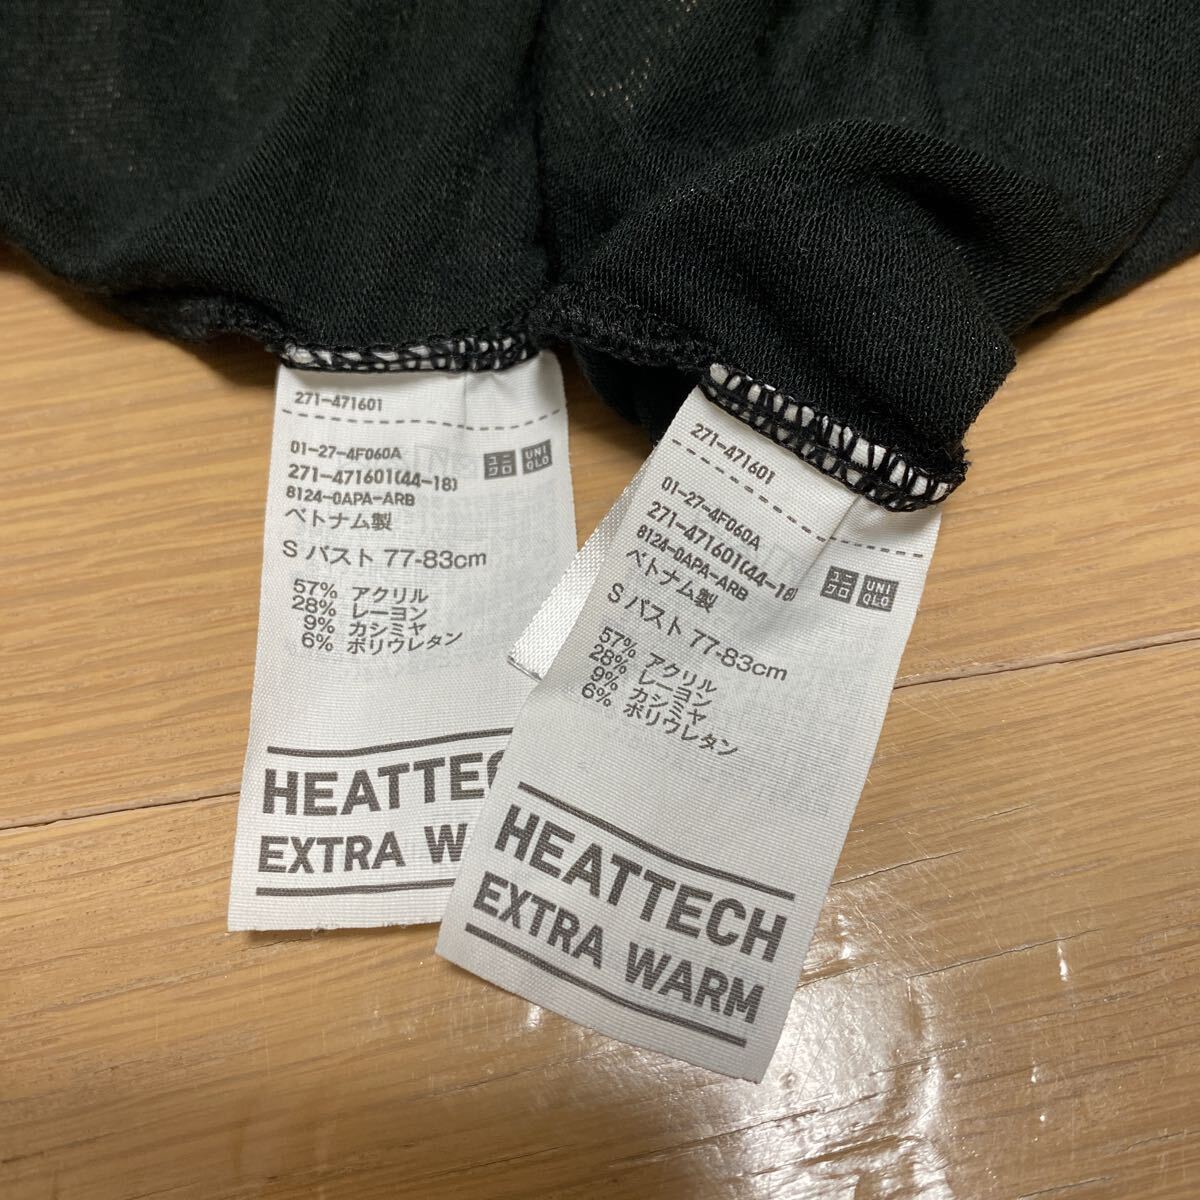 271-471601
01-27-4F060A
271-471601(44-18)
8124-0APA-ARB
ベトナム製
ユニ
クロ
UNI
QLO
S バスト 77-83cm
57% アクリル
28% レーヨン
9% カシミヤ
6% ポリウレタン
HEATTEC
EXTRA W
271-471601
01-27-4F060A
271-471601(44-18)
8124-0APA-ARB
ベトナム製
ユニ
クロ
UNI
QLO
S バスト 77-83cm
57% アクリル
28% レーヨン
9% カシミヤ
6% ポリウレタン
HEATTECH
EXTRA WARM